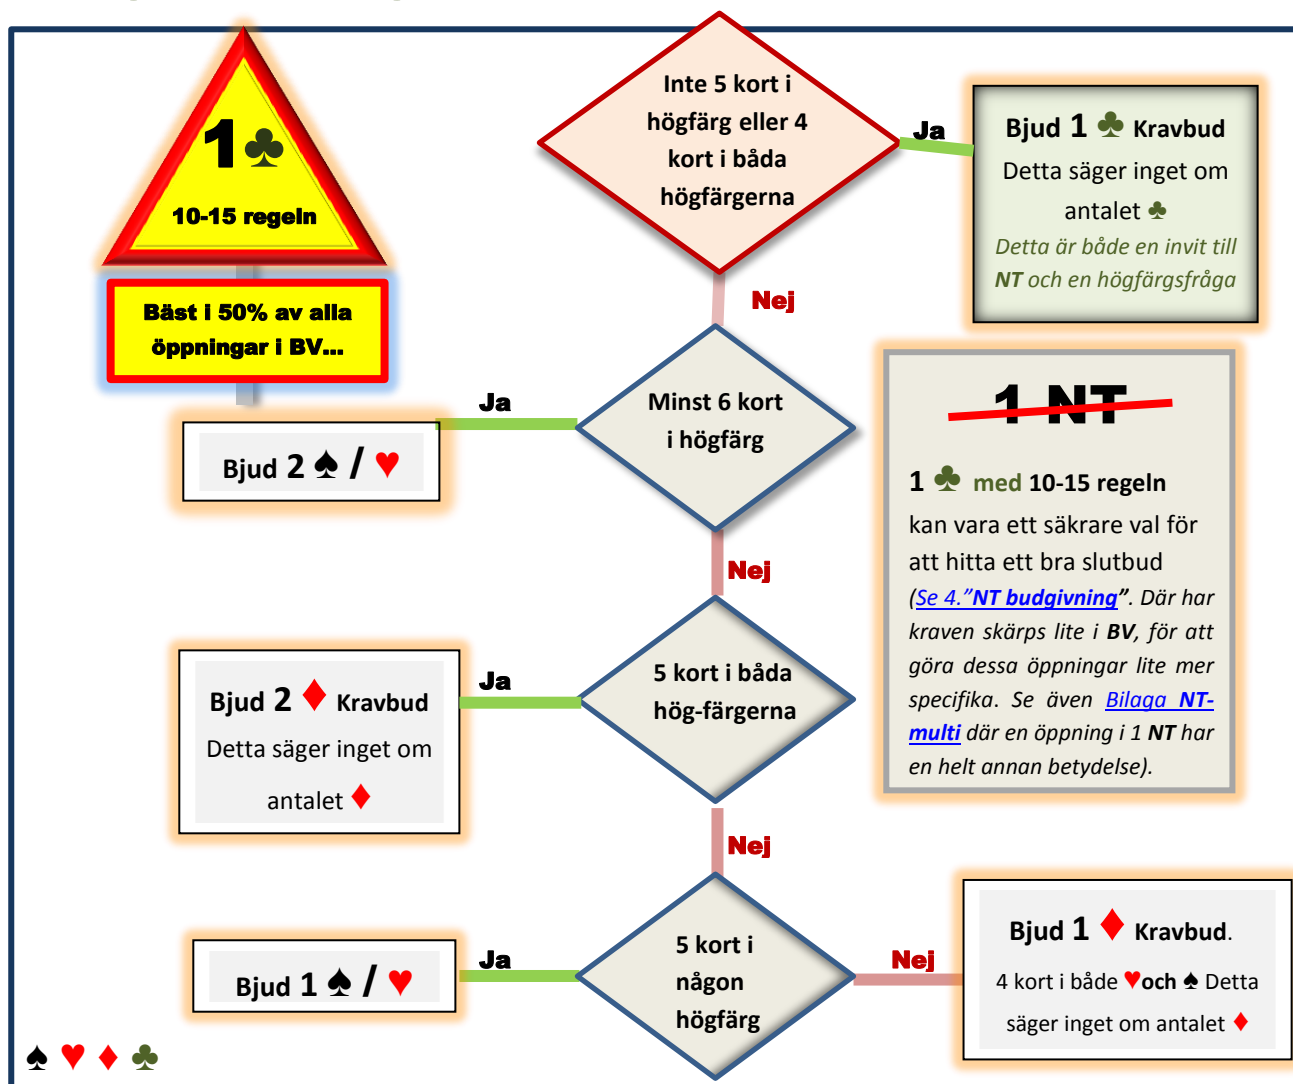 1♣
10-15 regeln
Bäst i 50% av alla
öppningar i BV...
Inte 5 kort i
högfärg eller 4
kort i båda
högfärgerna
Ja
Bjud 1 ♣ Kravbud
Detta säger inget om
antalet ♣
Detta är både en invit till
NT och en högfärgsfråga
Nej
Minst 6 kort
i högfärg
Ja
Bjud 2 ♠ / ♥
1 NT
1 ♣ med 10-15 regeln
kan vara ett säkrare val för
att hitta ett bra slutbud
(Se 4.”NT budgivning”. Där har
kraven skärps lite i BV, för att
göra dessa öppningar lite mer
specifika. Se även Bilaga NT-
multi där en öppning i 1 NT har
en helt annan betydelse).
Nej
5 kort i båda
hög-färgerna
Ja
Bjud 2 ♦ Kravbud
Detta säger inget om
antalet ♦
Nej
5 kort i
någon
högfärg
Ja
Bjud 1 ♠ / ♥
Nej
Bjud 1 ♦ Kravbud.
4 kort i både ♥och ♠ Detta
säger inget om antalet ♦
♠ ♥ ♦ ♣